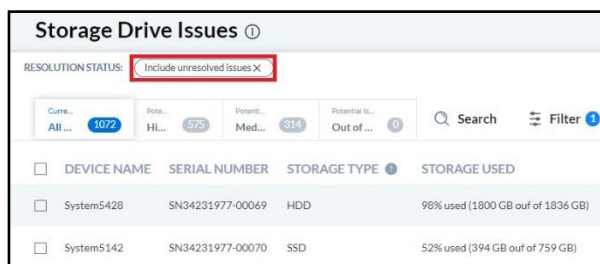 Storage Drive Issues
RESOLUTION STATUS: Include unresolved issues X
Curre... Pote... Potenti... Potential Is...
All ... 1072 Hi... 575 Med... 314 Out of ... 0 Search Filter 1
DEVICE NAME SERIAL NUMBER STORAGE TYPE STORAGE USED
System5428 SN34231977-00069 HDD 98% used (1800 GB ouf of 1836 GB)
System5142 SN34231977-00070 SSD 52% used (394 GB ouf of 759 GB)